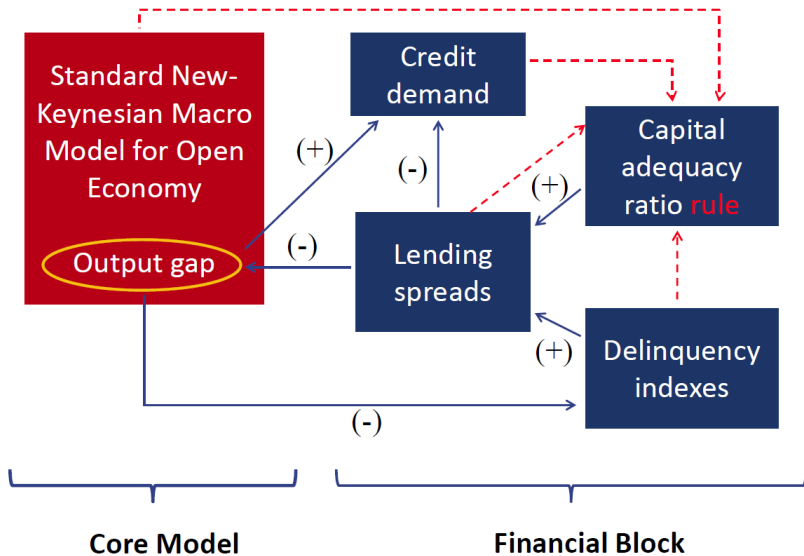 Standard New-
Keynesian Macro
Model for Open
Economy
Output gap
Credit
demand
Capital
adequacy
ratio rule
Lending
spreads
Delinquency
indexes
(+)
(-)
(+)
(-)
(+)
(-)
Core Model
Financial Block